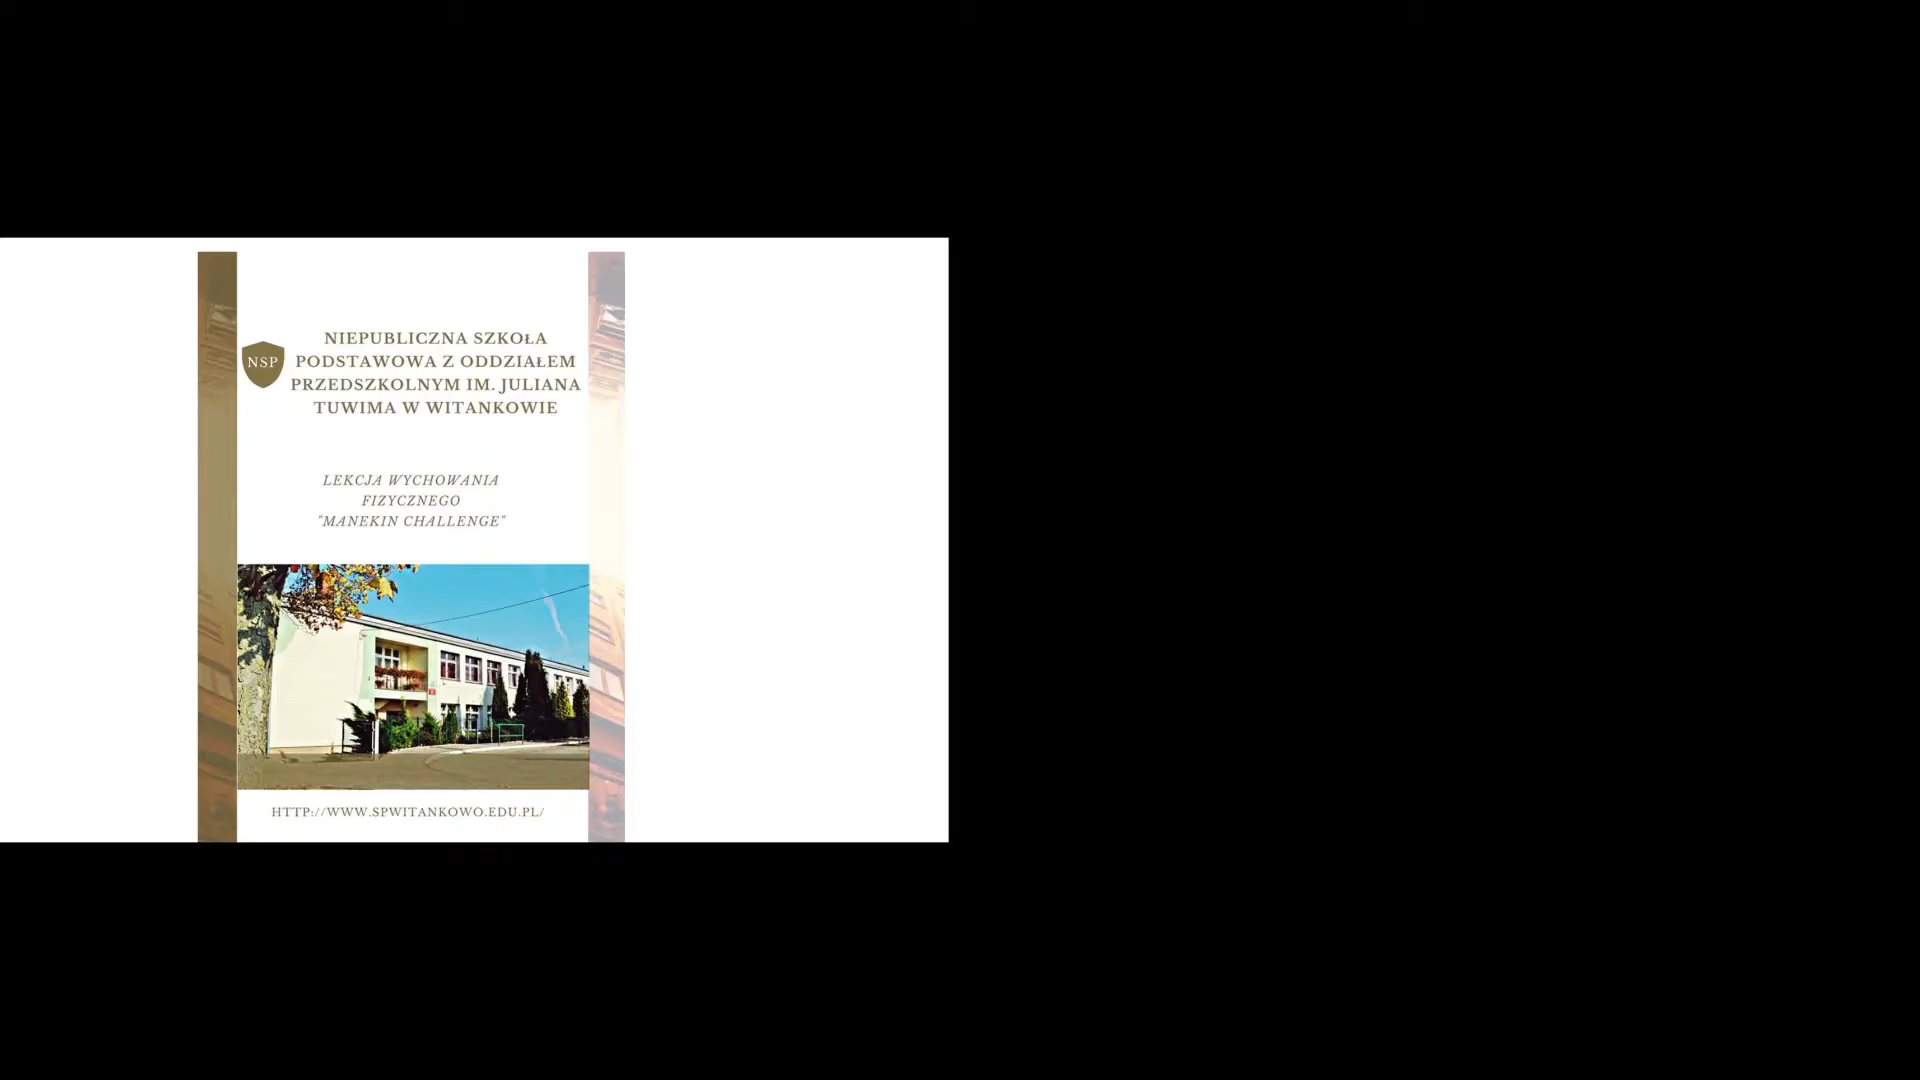 NSP
NIEPUBLICZNA SZKOŁA
PODSTAWOWA Z ODDZIAŁEM
PRZEDSZKOLNYM IM. JULIANA
TUWIMA W WITANKOWIE
LEKCJA WYCHOWANIA
FIZYCZNEGO
"MANEKIN CHALLENGE"
HTTP://WWW.SPWITANKOWO.EDU.PL/